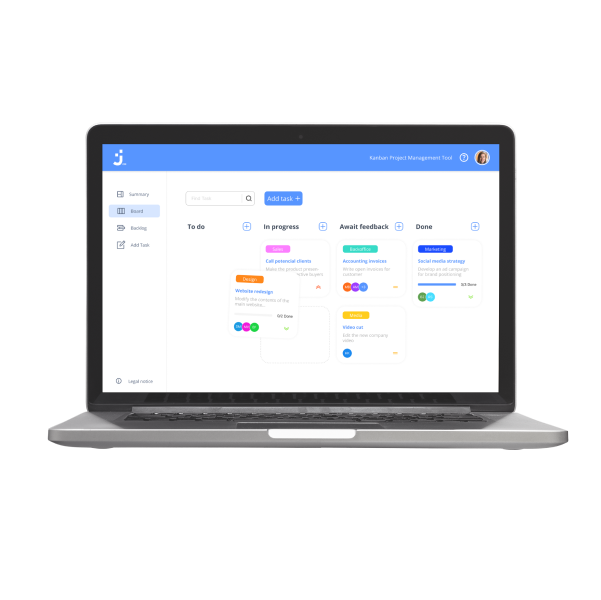 Kanban Project Management Tool
?
Summary
Board
Backlog
Add Task
Legal notice
Find Task
Add task +
To do
In progress
Await feedback
Done
Sales
Call potencial clients
Make the product presen
Design
Website redesign
Modify the contents of the
main website...
0/2 Done
Backoffice
Accounting invoices
Write open invoices for
customer
Media
Video cut
Edit the new company
video
Marketing
Social media strategy
Develop an ad campaign
for brand positioning
3/3 Done